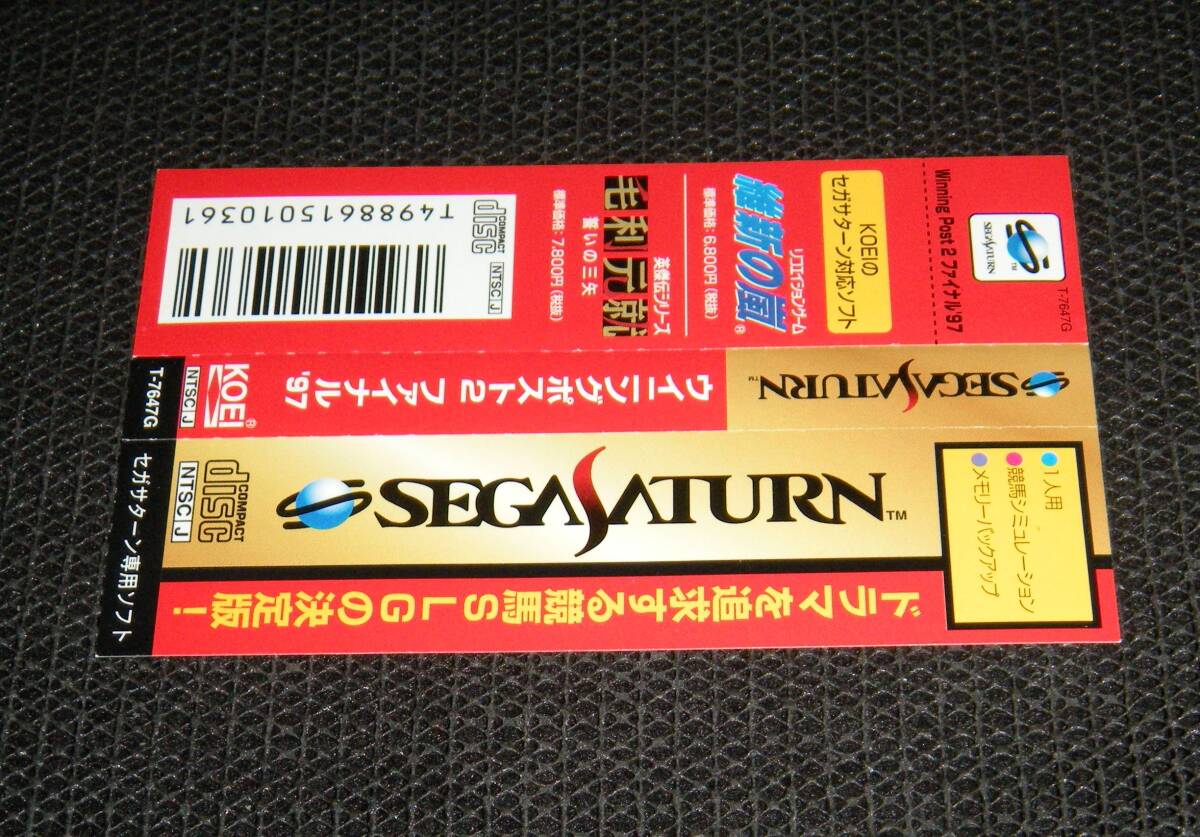 T-7647G
SEGA SATURN™
Winning Post 2 ファイナル'97
KOEIの
セガサターン対応ソフト
リコエイションゲーム
維新の嵐®
標準価格：6,800円（税抜）
英傑伝シリーズ
毛利元就
誓いの三矢
標準価格：7,800円（税抜）
COMPACT
disc
NTSC J
T4988615010361
SEGA SATURN™
ウイニングポスト2 ファイナル'97
KOEI®
NTSC J
T-7647G
1人用
競馬シミュレーション
メモリーバックアップ
SEGA SATURN™
COMPACT
disc
NTSC J
セガサターン専用ソフト
ドラマを追求する競馬SLGの決定版！